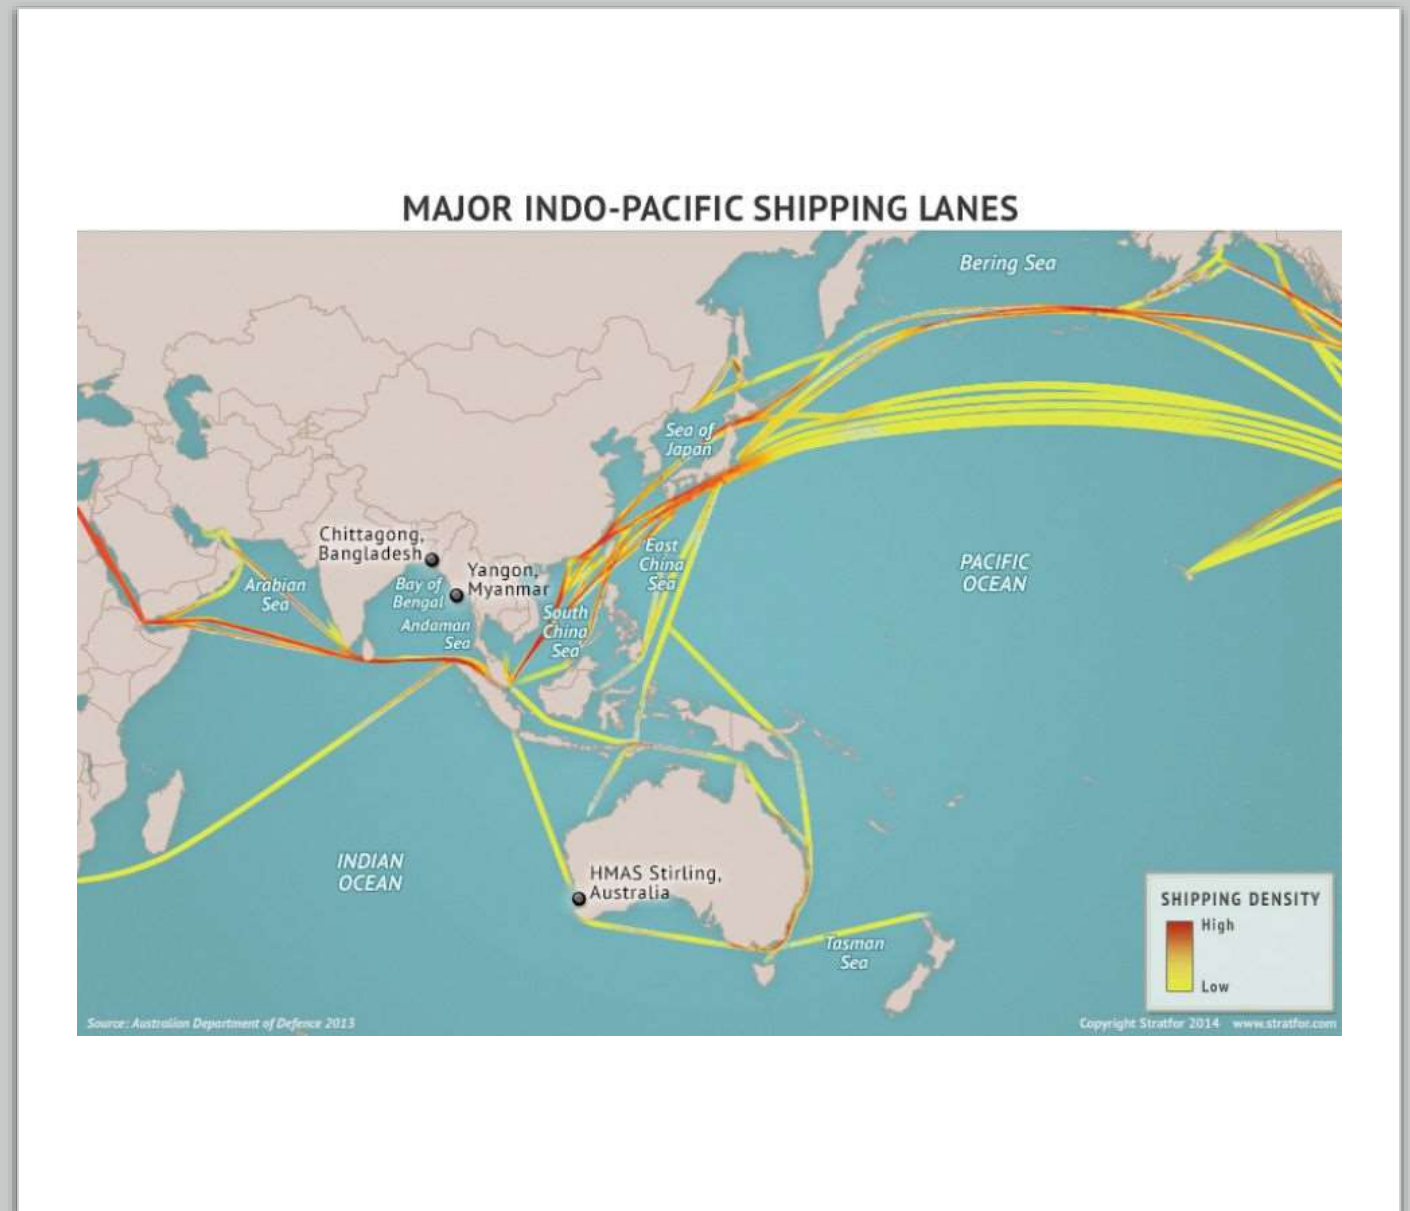 MAJOR INDO-PACIFIC SHIPPING LANES
Bering Sea
Sea of
Japan
Chittagong,
Bangladesh
Yangon,
Myanmar
East
China
Sea
PACIFIC
OCEAN
Arabian
Sea
Bay of
Bengal
Andaman
Sea
South
China
Sea
INDIAN
OCEAN
HMAS Stirling,
Australia
Tasman
Sea
SHIPPING DENSITY
High
Low
Source: Australian Department of Defence 2013
Copyright Stratfor 2014 www.stratfor.com